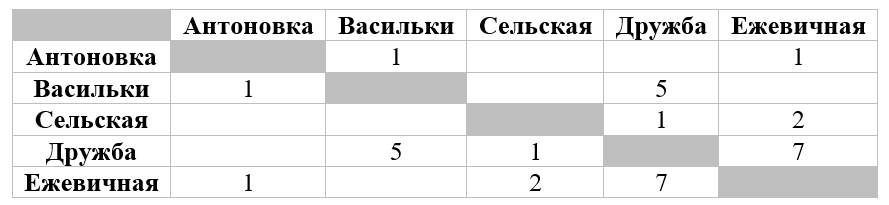 Антоновка Васильки Сельская Дружба Ежевичная
Антоновка 1 1
Васильки 1 5
Сельская 1 2
Дружба 5 1 7
Ежевичная 1 2 7